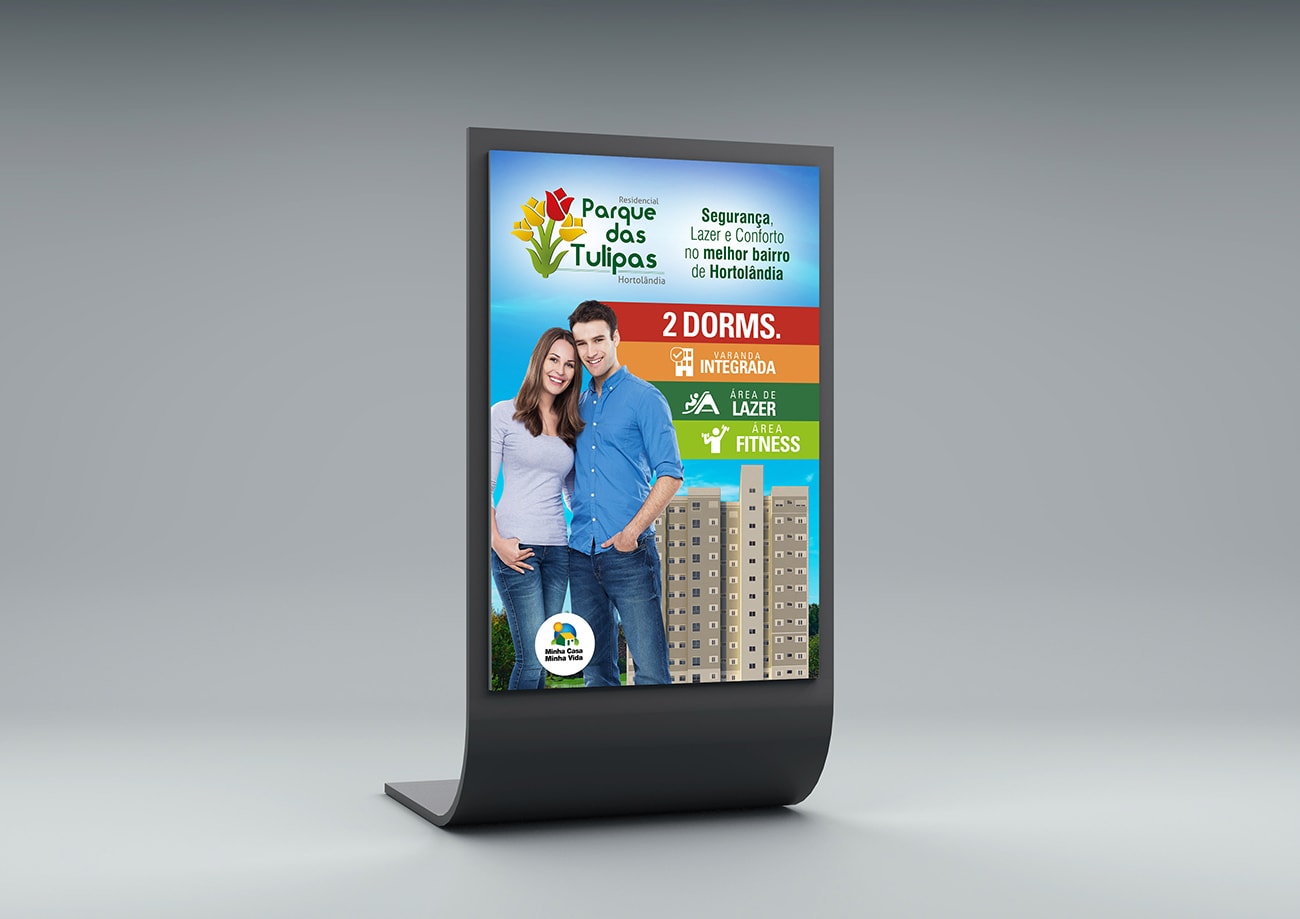 Residencial
Parque
das
Tulipas
Hortolândia
Segurança,
Lazer e Conforto
no melhor bairro
de Hortolândia
2 DORMS.
VARANDA
INTEGRADA
ÁREA DE
LAZER
ÁREA
FITNESS
Minha Casa
Minha Vida